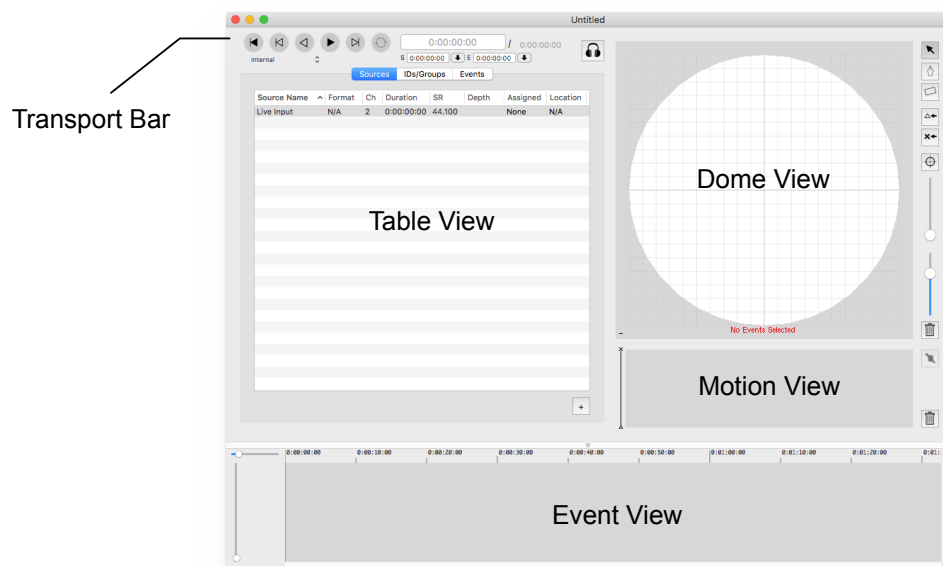 Untitled
0:00:00:00 / 0:00:00:00
Internal
S 0:00:00:00 E 0:00:00:00
Transport Bar
Sources IDs/Groups Events
Source Name Format Ch Duration SR Depth Assigned Location
Live Input N/A 2 0:00:00:00 44.100 None N/A
Table View
Dome View
No Events Selected
Motion View
+
0:00:00:00 0:00:10:00 0:00:20:00 0:00:30:00 0:00:40:00 0:00:50:00 0:01:00:00 0:01:10:00 0:01:20:00 0:01:
Event View